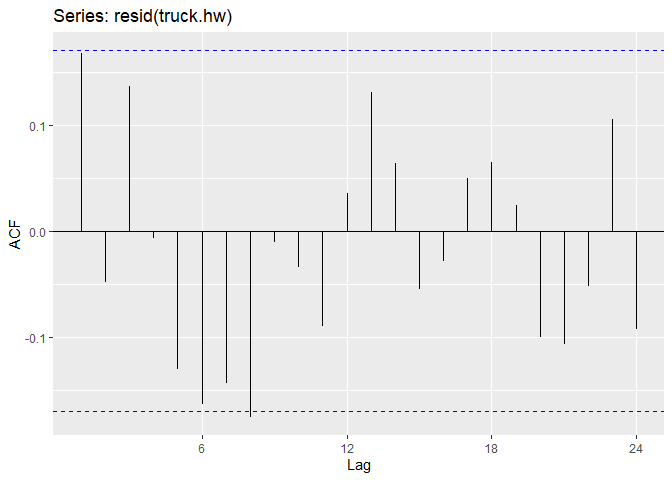 Series: resid(truck.hw)
ACF
0.1
0.0
-0.1
6
12
18
24
Lag